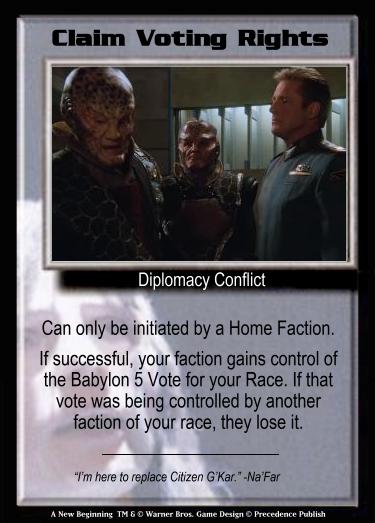 Claim Voting Rights
Diplomacy Conflict
Can only be initiated by a Home Faction.
If successful, your faction gains control of
the Babylon 5 Vote for your Race. If that
vote was being controlled by another
faction of your race, they lose it.
"I'm here to replace Citizen G'Kar." -Na'Far
A New Beginning TM & © Warner Bros. Game Design © Precedence Publish